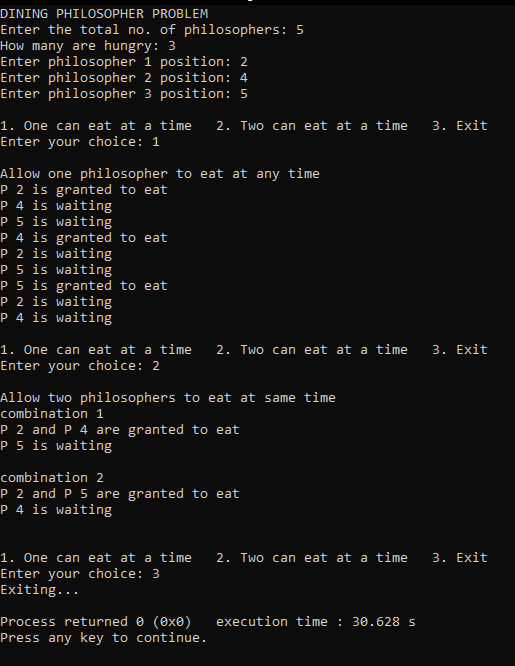 DINING PHILOSOPHER PROBLEM
Enter the total no. of philosophers: 5
How many are hungry: 3
Enter philosopher 1 position: 2
Enter philosopher 2 position: 4
Enter philosopher 3 position: 5
1. One can eat at a time   2. Two can eat at a time   3. Exit
Enter your choice: 1
Allow one philosopher to eat at any time
P 2 is granted to eat
P 4 is waiting
P 5 is waiting
P 4 is granted to eat
P 2 is waiting
P 5 is waiting
P 5 is granted to eat
P 2 is waiting
P 4 is waiting
1. One can eat at a time   2. Two can eat at a time   3. Exit
Enter your choice: 2
Allow two philosophers to eat at same time
combination 1
P 2 and P 4 are granted to eat
P 5 is waiting
combination 2
P 2 and P 5 are granted to eat
P 4 is waiting
1. One can eat at a time   2. Two can eat at a time   3. Exit
Enter your choice: 3
Exiting...
Process returned 0 (0x0)   execution time : 30.628 s
Press any key to continue.